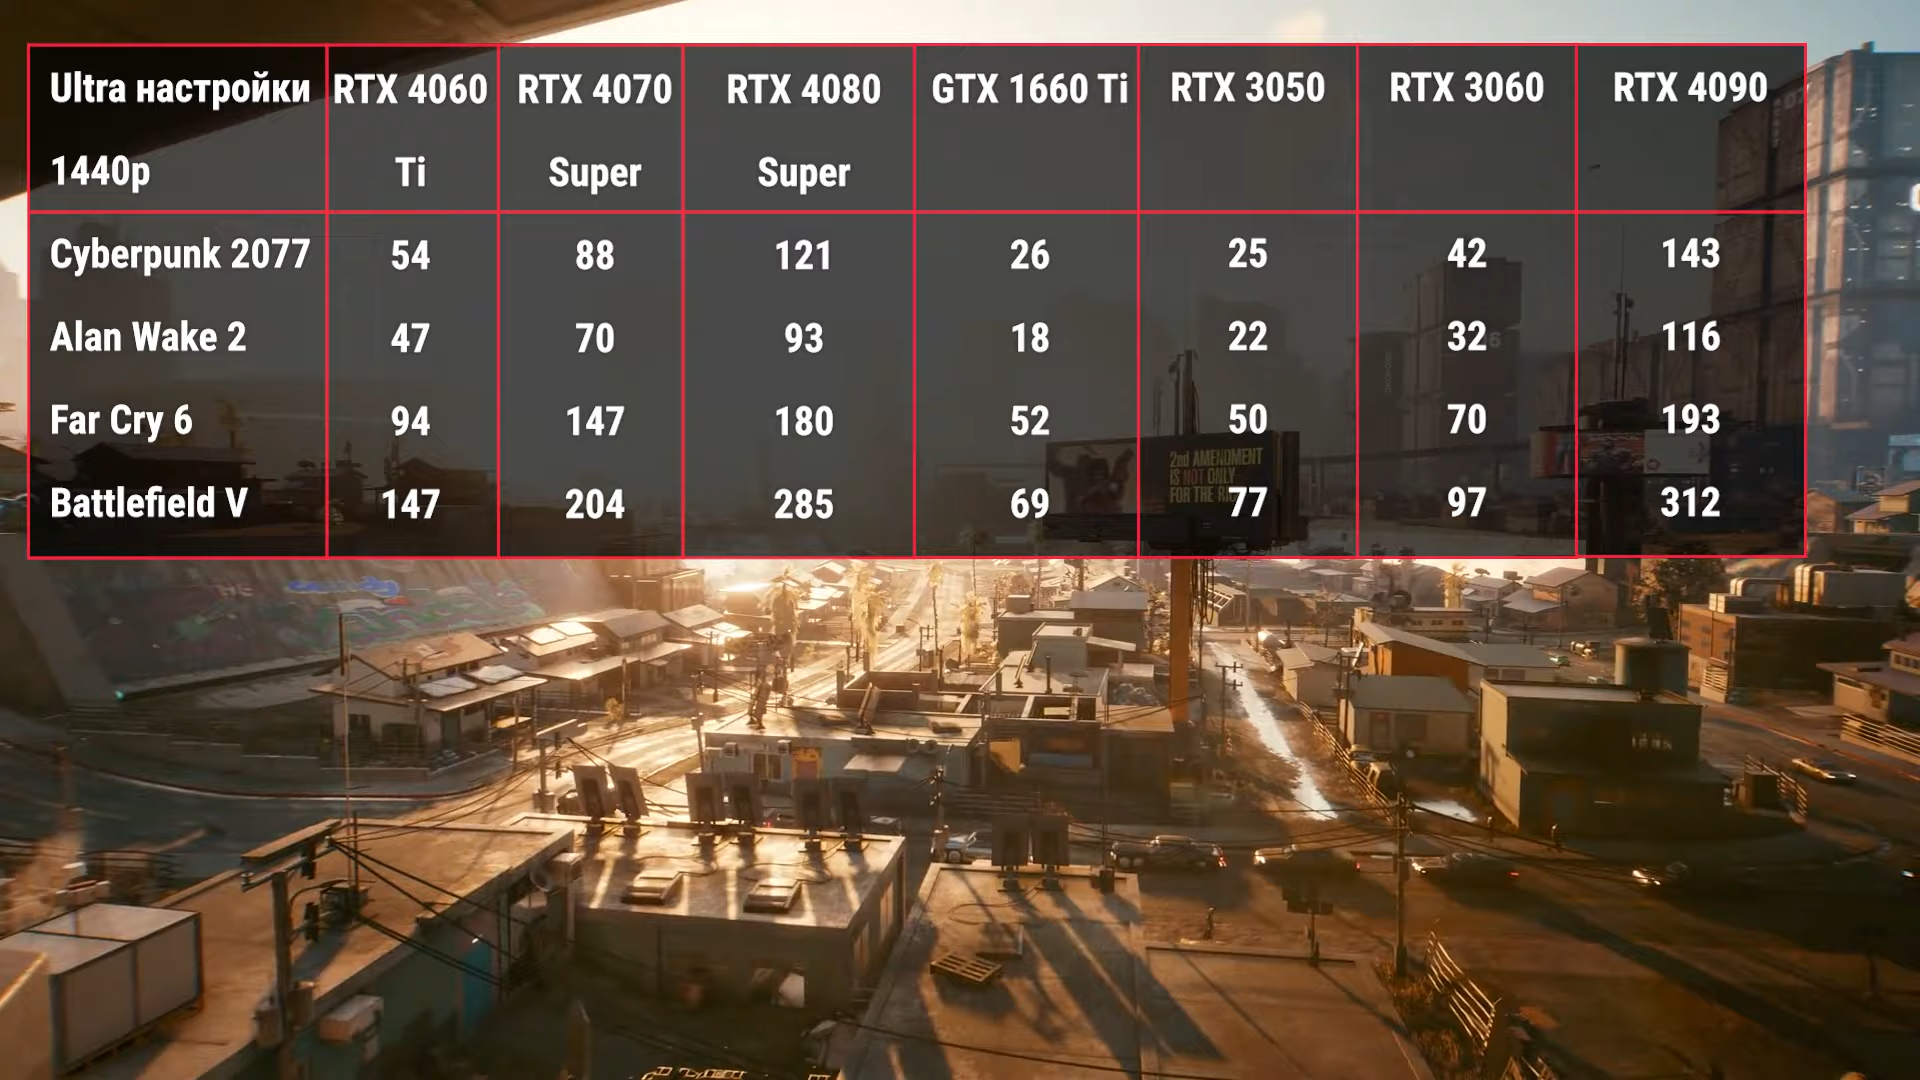 Ultra настройки RTX 4060 RTX 4070 RTX 4080 GTX 1660 Ti RTX 3050 RTX 3060 RTX 4090
1440p Ti Super Super
Cyberpunk 2077 54 88 121 26 25 42 143
Alan Wake 2 47 70 93 18 22 32 116
Far Cry 6 94 147 180 52 50 70 193
Battlefield V 147 204 285 69 77 97 312
2nd AMENDMENT
IS NOT ONLY
FOR THE